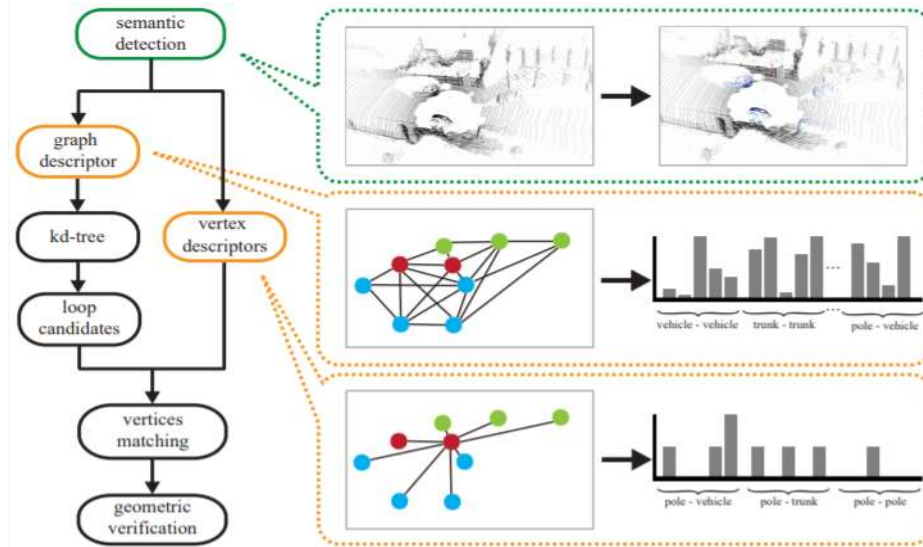 semantic
detection
graph
descriptor
kd-tree
vertex
descriptors
loop
candidates
vertices
matching
geometric
verification
...
vehicle - vehicle
trunk - trunk
...
pole - vehicle
pole - vehicle
pole - trunk
pole - pole